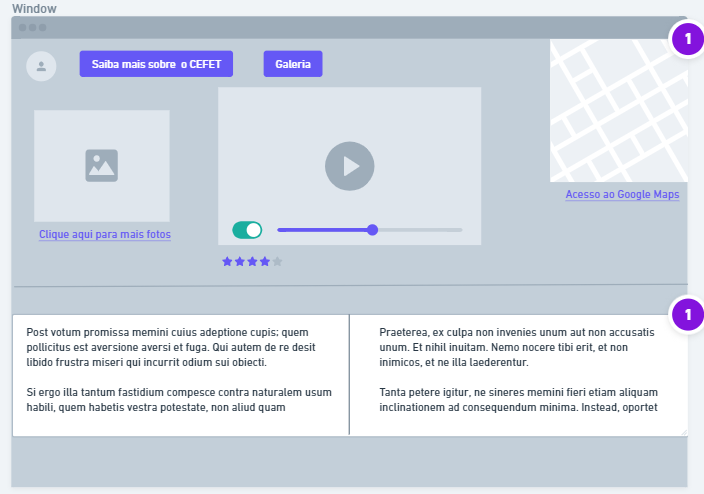 Window
1
Saiba mais sobre o CEFET
Galeria
Acesso ao Google Maps
Clique aqui para mais fotos
1
Post votum promissa memini cuius adeptione cupis; quem
pollicitus est aversione aversi et fuga. Qui autem de re desit
libido frustra miseri qui incurrit odium sui obiecti.
Si ergo illa tantum fastidium compesce contra naturalem usum
habili, quem habetis vestra potestate, non aliud quam
Praeterea, ex culpa non invenies unum aut non accusatis
unum. Et nihil inuitam. Nemo nocere tibi erit, et non
inimicos, et ne illa laederentur.
Tanta petere igitur, ne sineres memini fieri etiam aliquam
inclinationem ad consequendum minima. Instead, oportet